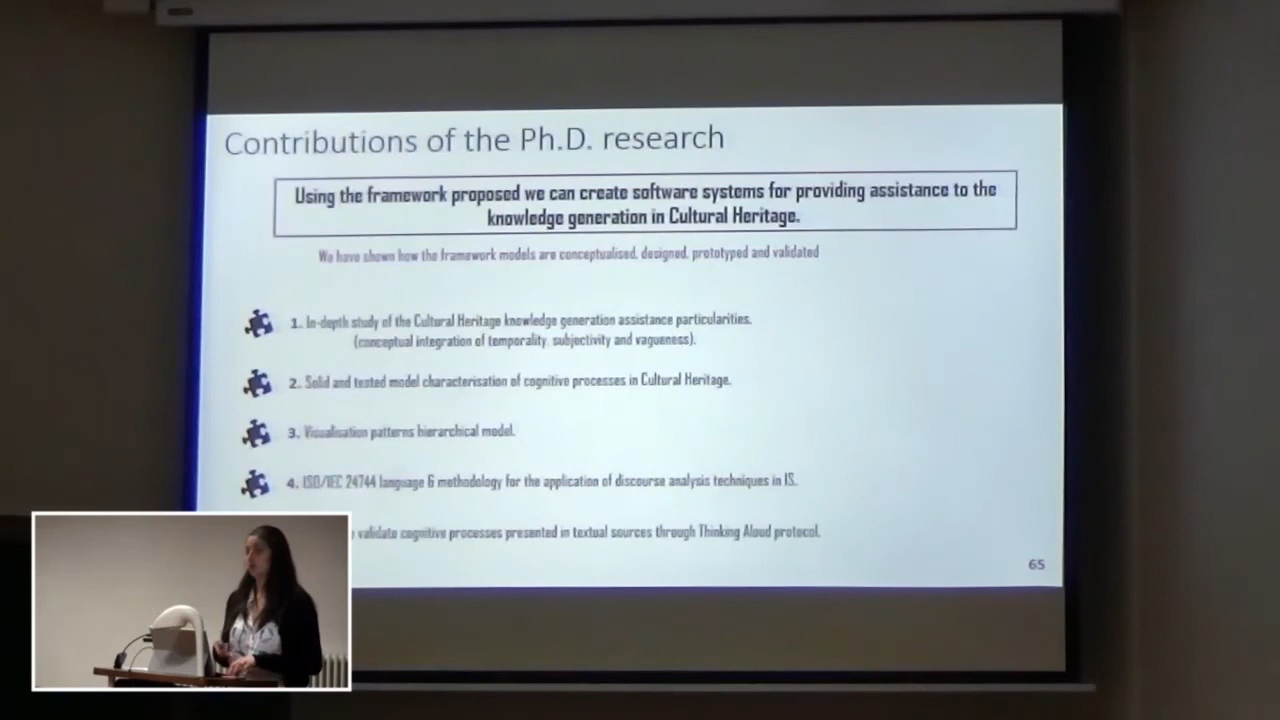 Contributions of the Ph.D. research
Using the framework proposed we can create software systems for providing assistance to the
knowledge generation in Cultural Heritage.
We have shown how the framework models are conceptualised, designed, prototyped and validated
1. In-depth study of the Cultural Heritage knowledge generation assistance particularities.
(conceptual integration of temporality, subjectivity and vagueness).
2. Solid and tested model characterisation of cognitive processes in Cultural Heritage.
3. Visualisation patterns hierarchical model.
4. ISO/IEC 24744 language & methodology for the application of discourse analysis techniques in IS.
validate cognitive processes presented in textual sources through Thinking Aloud protocol.
65